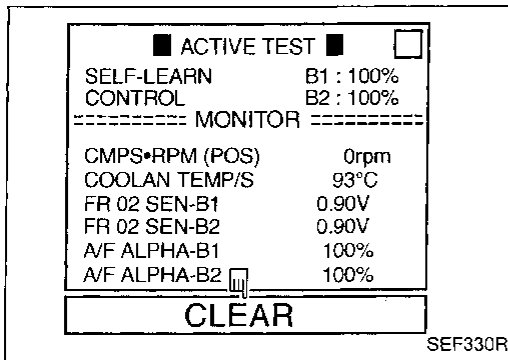 ACTIVE TEST
SELF-LEARN B1 : 100%
CONTROL B2 : 100%
========== MONITOR ==========
CMPS•RPM (POS) 0rpm
COOLAN TEMP/S 93°C
FR 02 SEN-B1 0.90V
FR 02 SEN-B2 0.90V
A/F ALPHA-B1 100%
A/F ALPHA-B2 100%
CLEAR
SEF330R